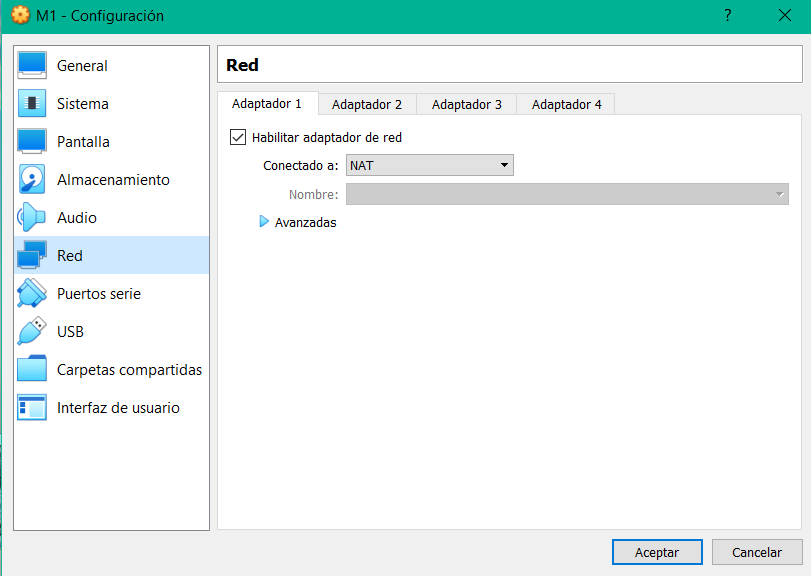 M1 - Configuración
?
General
Sistema
Pantalla
Almacenamiento
Audio
Red
Puertos serie
USB
Carpetas compartidas
Interfaz de usuario
Red
Adaptador 1 Adaptador 2 Adaptador 3 Adaptador 4
Habilitar adaptador de red
Conectado a: NAT
Nombre:
Avanzadas
Aceptar Cancelar